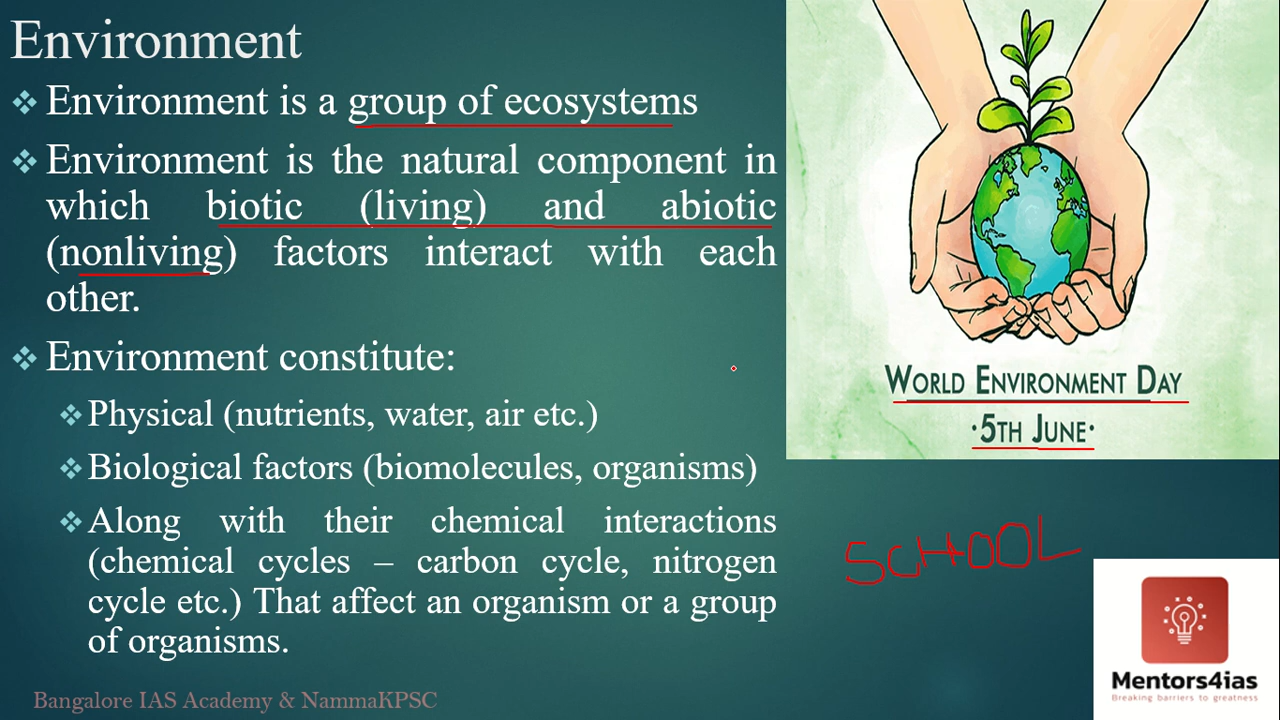 Environment
❖ Environment is a group of ecosystems
❖ Environment is the natural component in
which biotic (living) and abiotic
(nonliving) factors interact with each
other.
❖ Environment constitute:
❖ Physical (nutrients, water, air etc.)
❖ Biological factors (biomolecules, organisms)
❖ Along with their chemical interactions
(chemical cycles – carbon cycle, nitrogen
cycle etc.) That affect an organism or a group
of organisms.
Bangalore IAS Academy & NammaKPSC
WORLD ENVIRONMENT DAY
·5TH JUNE·
SCHOOL
Mentors4ias
Breaking barriers to greatness